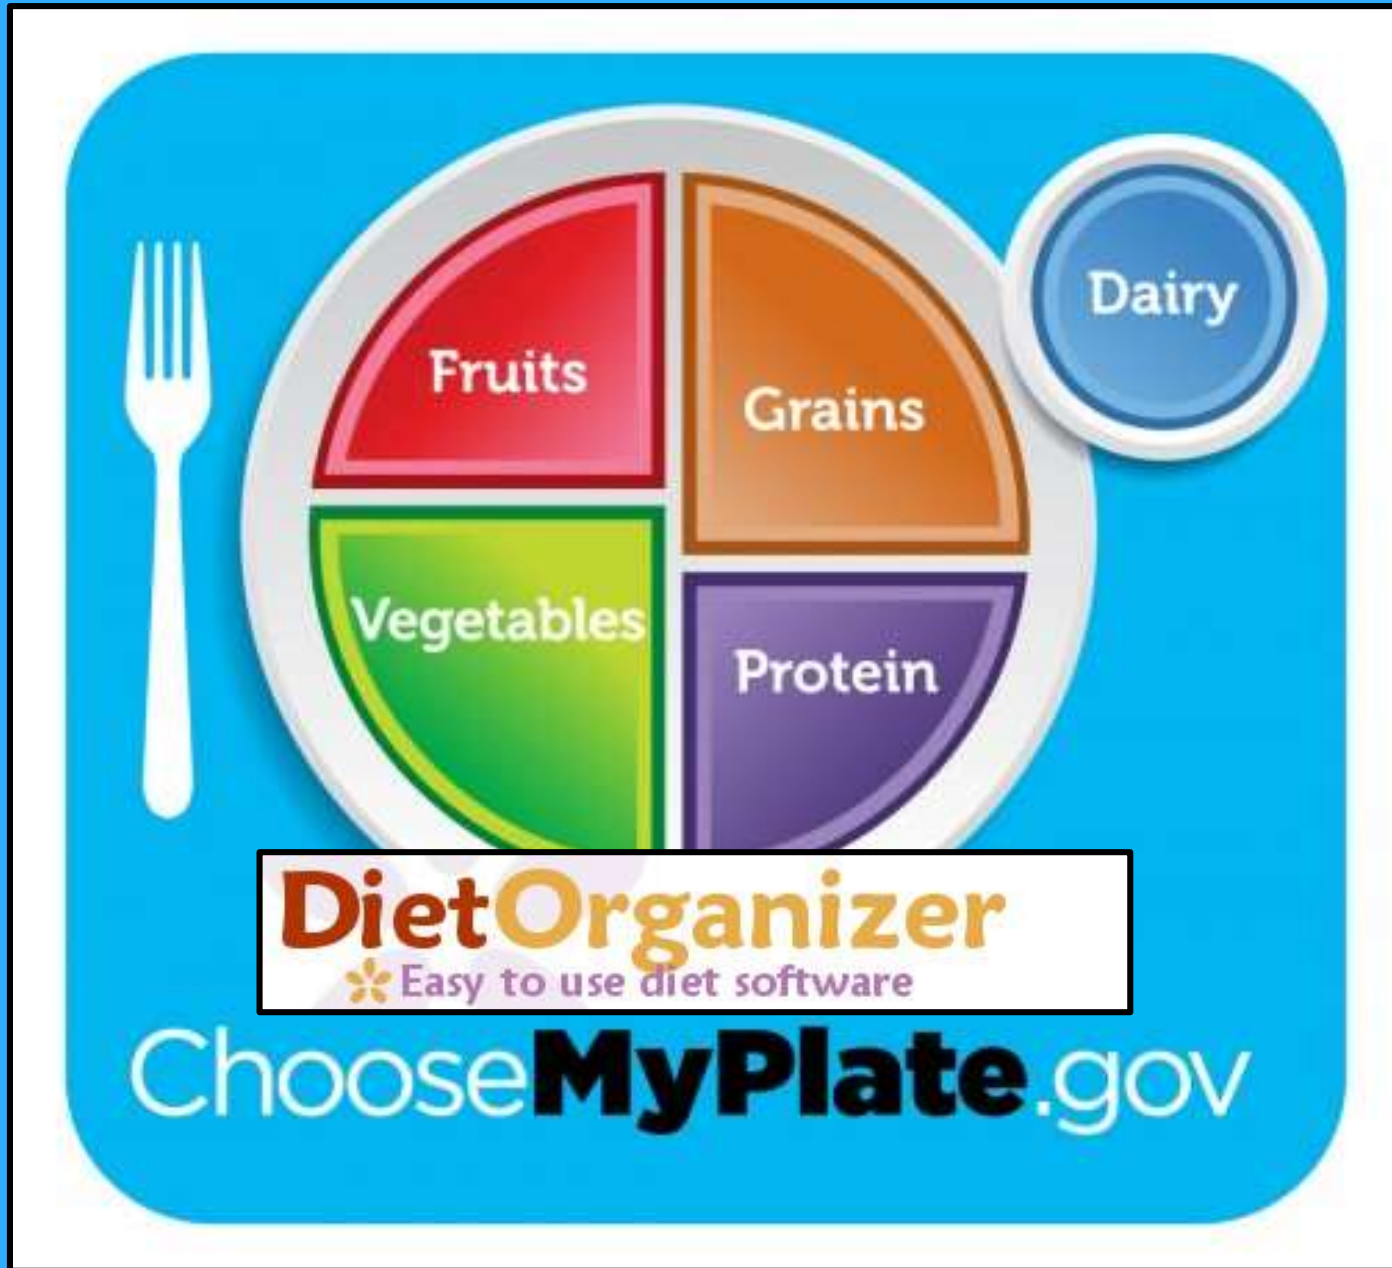 Dairy
Fruits
Grains
Vegetables
Protein
DietOrganizer
Easy to use diet software
ChooseMyPlate.gov